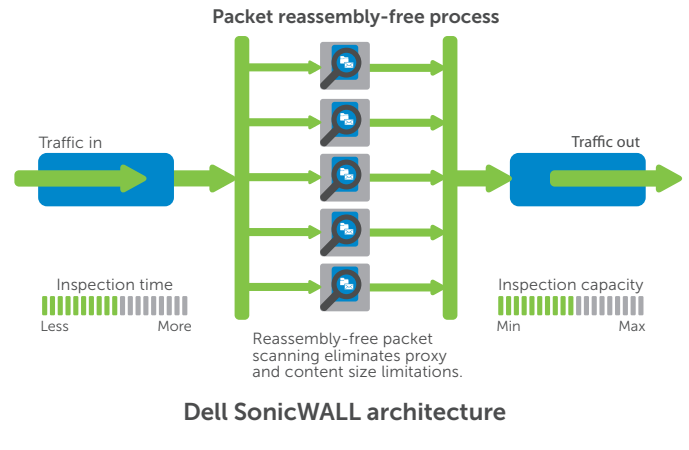 Packet reassembly-free process
Traffic in
Traffic out
Inspection time
Less More
Inspection capacity
Min Max
Reassembly-free packet
scanning eliminates proxy
and content size limitations.
Dell SonicWALL architecture